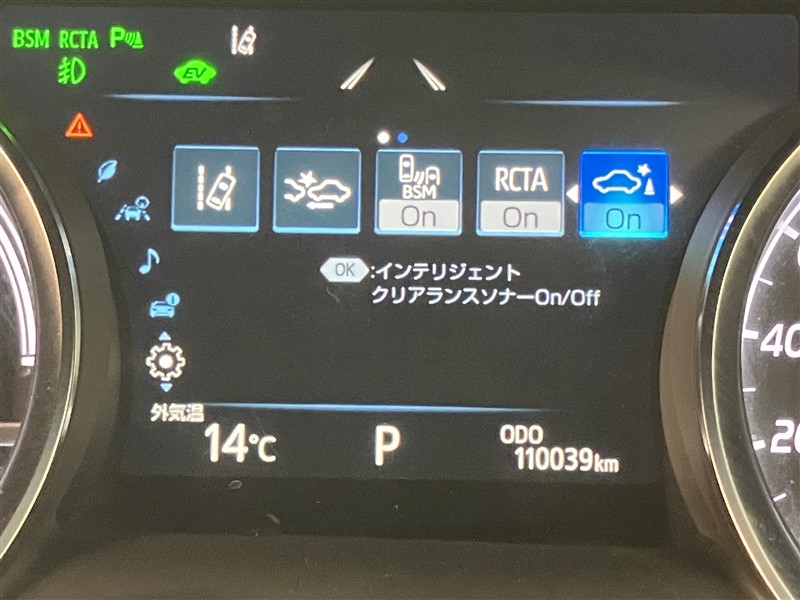 BSM RCTA P
EV
BSM
On
RCTA
On
On
OK :インテリジェント
クリアランスソナーOn/Off
外気温
14℃
P
ODO
110039km
40
20